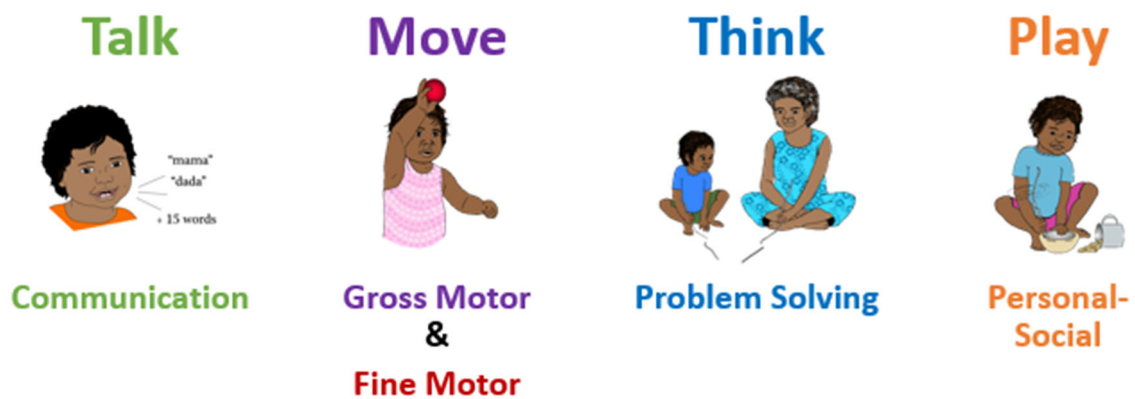 Talk
Move
Think
Play
"mama"
"dada"
+ 15 words
Communication
Gross Motor
&
Fine Motor
Problem Solving
Personal-
Social